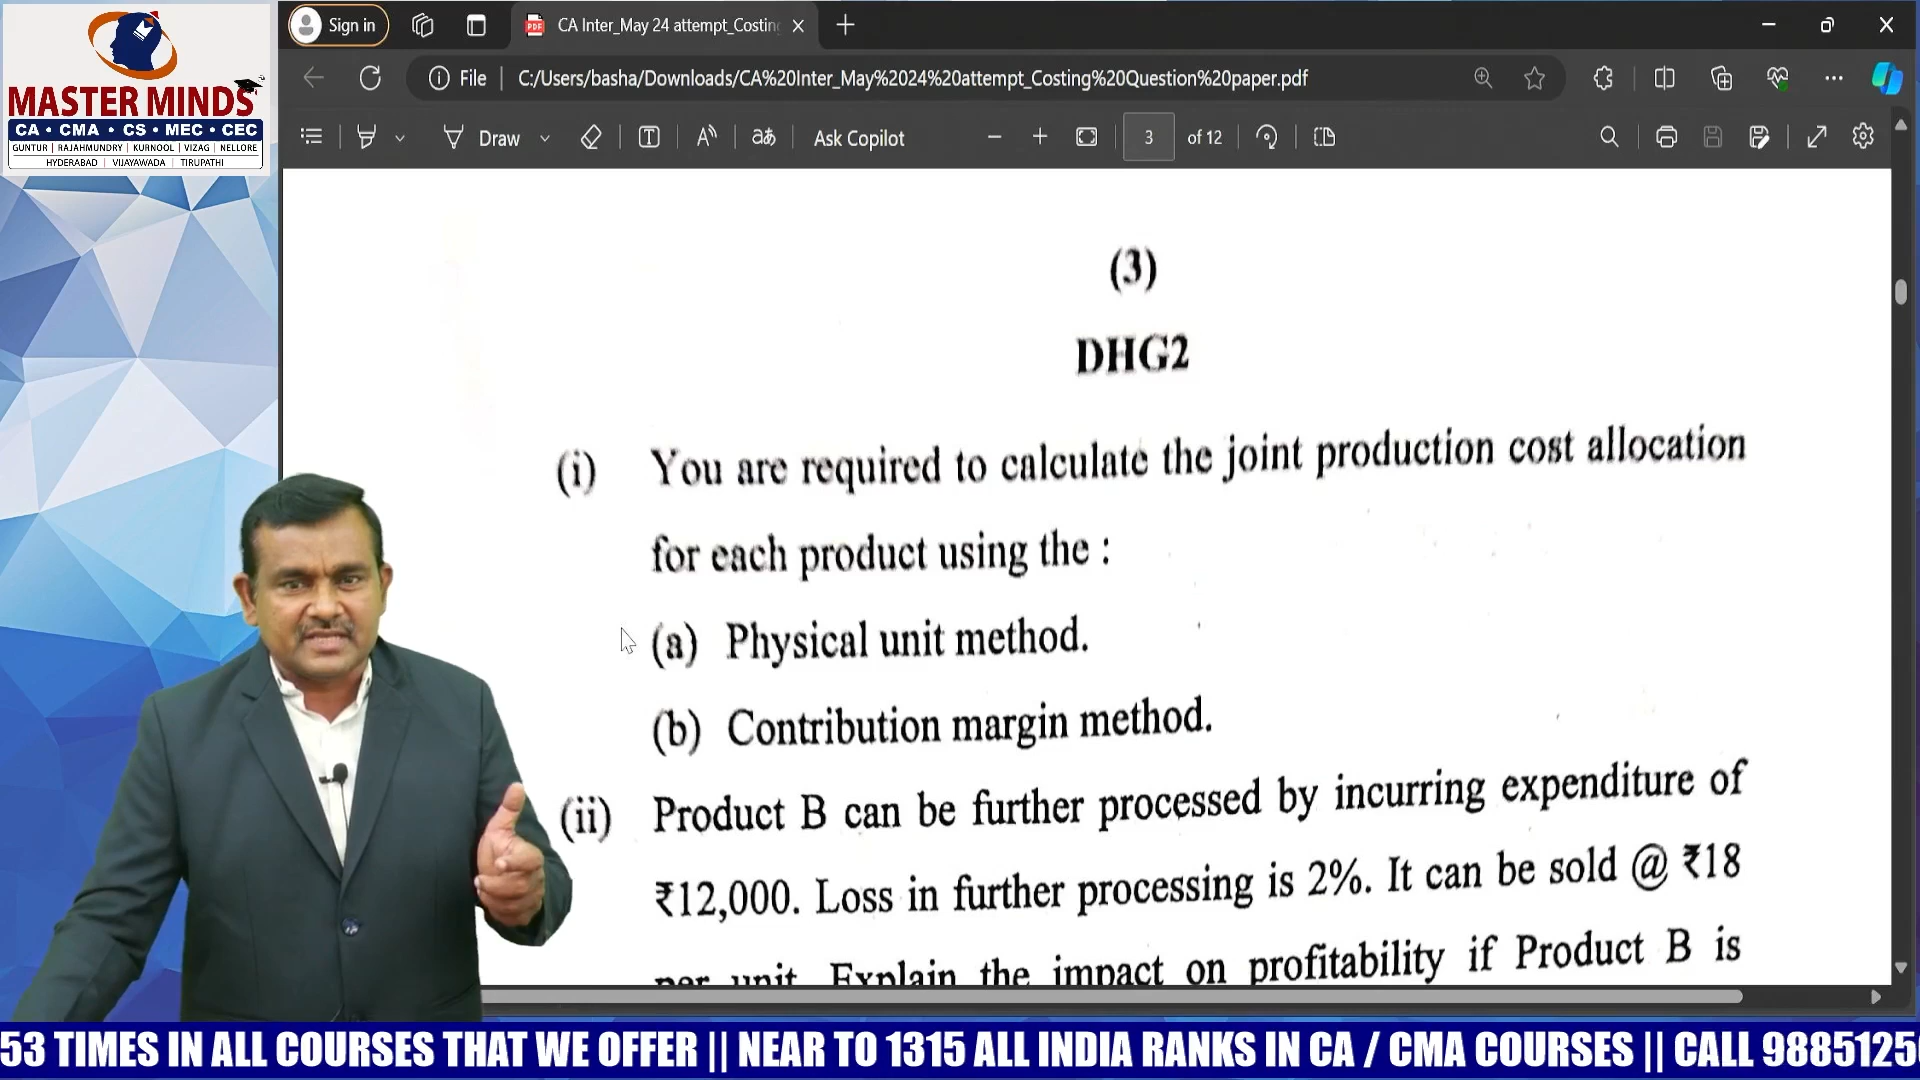 MASTER MINDS
CA • CMA • CS • MEC • CEC
GUNTUR | RAJAHMUNDRY | KURNOOL | VIZAG | NELLORE
HYDERABAD | VIJAYAWADA | TIRUPATHI
Sign in
CA Inter_May 24 attempt_Costing
File
C:/Users/basha/Downloads/CA%20Inter_May%2024%20attempt_Costing%20Question%20paper.pdf
Draw
Ask Copilot
3
of 12
(3)
DHG2
(i) You are required to calculate the joint production cost allocation
for each product using the :
(a) Physical unit method.
(b) Contribution margin method.
(ii) Product B can be further processed by incurring expenditure of
₹12,000. Loss in further processing is 2%. It can be sold @ ₹18
per unit. Explain the impact on profitability if Product B is
53 TIMES IN ALL COURSES THAT WE OFFER || NEAR TO 1315 ALL INDIA RANKS IN CA / CMA COURSES || CALL 9885125